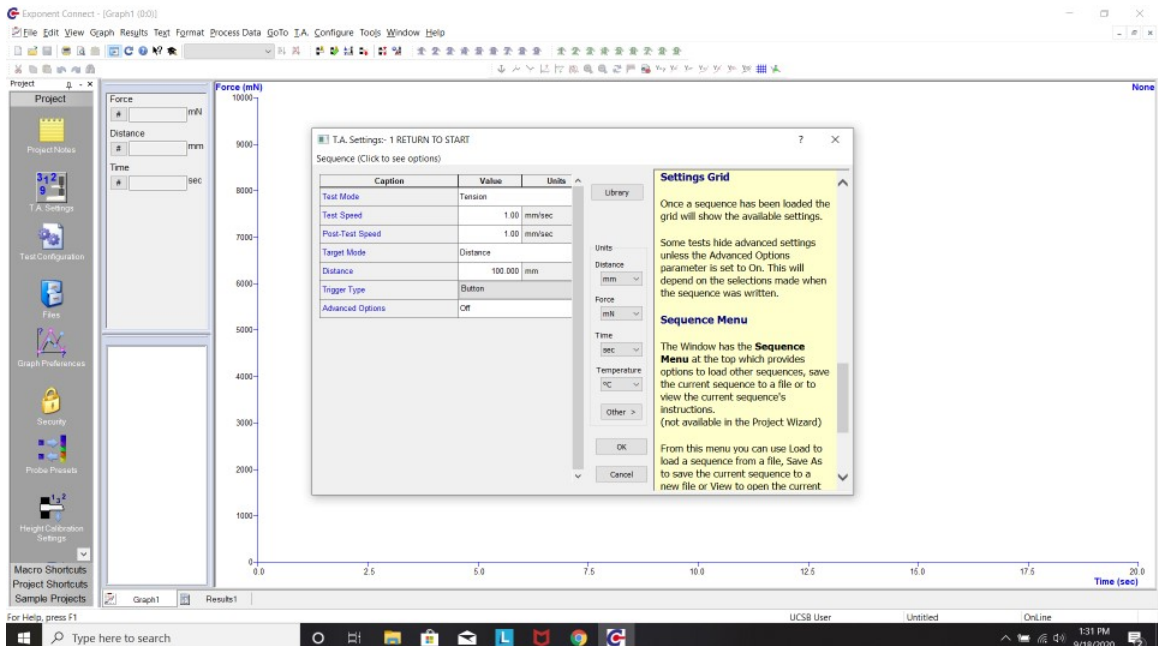 Exponent Connect - [Graph1 (0:0)]
File Edit View Graph Results Text Format Process Data GoTo T.A. Configure Tools Window Help
Project
Project
Project Notes
T.A. Settings
Test Configuration
Files
Graph Preferences
Security
Probe Presets
Height Calibration
Settings
Macro Shortcuts
Project Shortcuts
Sample Projects
Force
# mN
Distance
# mm
Time
# sec
Force (mN)
None
10000
9000
8000
7000
6000
5000
4000
3000
2000
1000
0
0.0 2.5 5.0 7.5 10.0 12.5 15.0 17.5 20.0
Time (sec)
T.A. Settings:- 1 RETURN TO START ? ×
Sequence (Click to see options)
Caption Value Units
Test Mode Tension
Test Speed 1.00 mm/sec
Post-Test Speed 1.00 mm/sec
Target Mode Distance
Distance 100.000 mm
Trigger Type Button
Advanced Options Off
Library
Units
Distance
mm
Force
mN
Time
sec
Temperature
ºC
Other >
OK
Cancel
Settings Grid
Once a sequence has been loaded the
grid will show the available settings.
Some tests hide advanced settings
unless the Advanced Options
parameter is set to On. This will
depend on the selections made when
the sequence was written.
Sequence Menu
The Window has the Sequence
Menu at the top which provides
options to load other sequences, save
the current sequence to a file or to
view the current sequence's
instructions.
(not available in the Project Wizard)
From this menu you can use Load to
load a sequence from a file, Save As
to save the current sequence to a
new file or View to open the current
Graph1 Results1
For Help, press F1 UCSB User Untitled OnLine
Type here to search
1:31 PM
9/18/2020